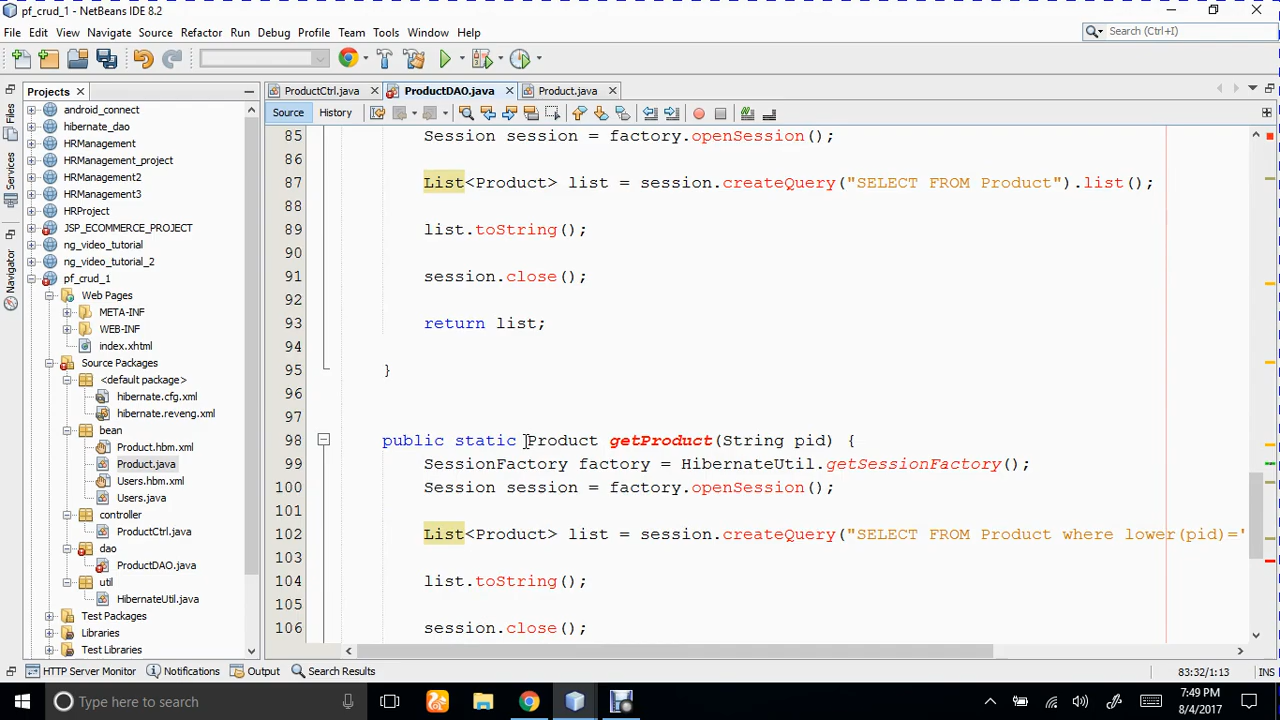 pf_crud_1 - NetBeans IDE 8.2
File Edit View Navigate Source Refactor Run Debug Profile Team Tools Window Help
Search (Ctrl+I)
Projects
ProductCtrl.java
ProductDAO.java
Product.java
Source
History
Files
Services
Navigator
android_connect
hibernate_dao
HRManagement
HRManagement_project
HRManagement2
HRManagement3
HRProject
JSP_ECOMMERCE_PROJECT
ng_video_tutorial
ng_video_tutorial_2
pf_crud_1
Web Pages
META-INF
WEB-INF
index.xhtml
Source Packages
<default package>
hibernate.cfg.xml
hibernate.reveng.xml
bean
Product.hbm.xml
Product.java
Users.hbm.xml
Users.java
controller
ProductCtrl.java
dao
ProductDAO.java
util
HibernateUtil.java
Test Packages
Libraries
Test Libraries
85 Session session = factory.openSession();
86
87 List<Product> list = session.createQuery("SELECT FROM Product").list();
88
89 list.toString();
90
91 session.close();
92
93 return list;
94
95 }
96
97
98 public static Product getProduct(String pid) {
99 SessionFactory factory = HibernateUtil.getSessionFactory();
100 Session session = factory.openSession();
101
102 List<Product> list = session.createQuery("SELECT FROM Product where lower(pid)='
103
104 list.toString();
105
106 session.close();
HTTP Server Monitor
Notifications
Output
Search Results
83:32/1:13
INS
Type here to search
7:49 PM
8/4/2017